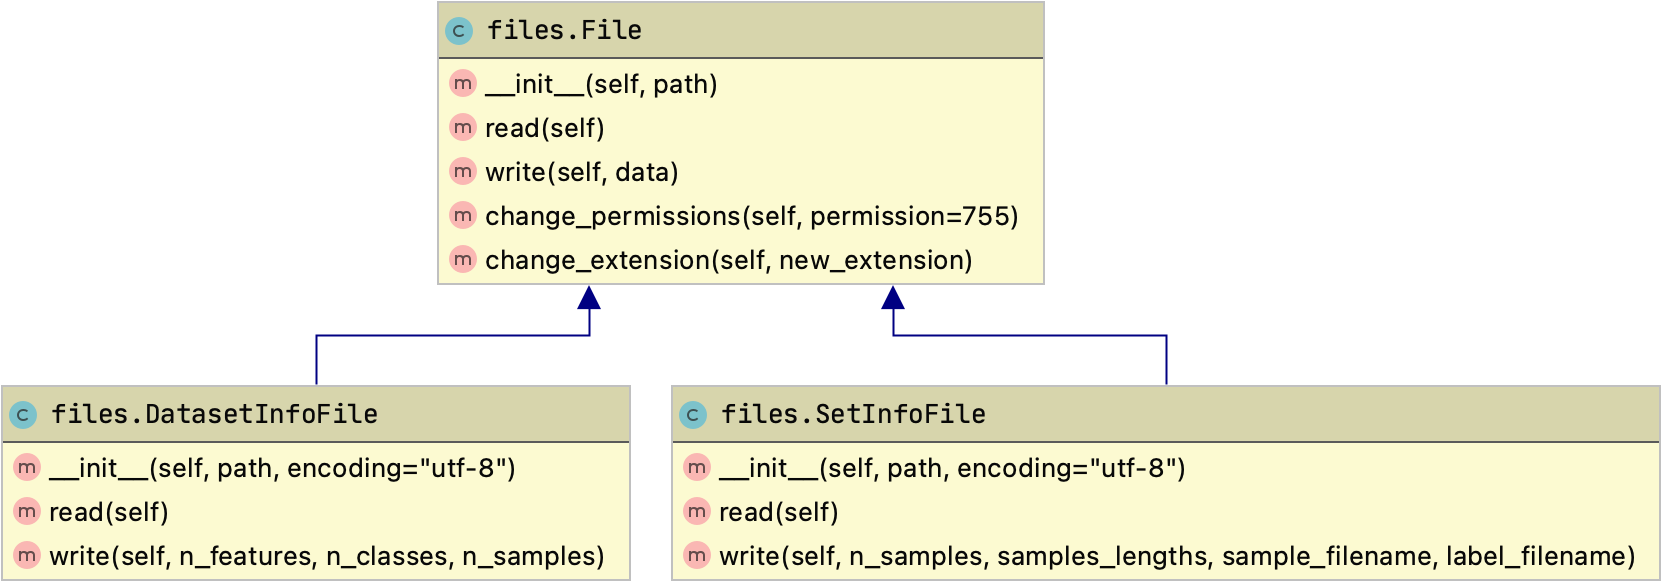 c files.File
m __init__(self, path)
m read(self)
m write(self, data)
m change_permissions(self, permission=755)
m change_extension(self, new_extension)
c files.DatasetInfoFile
m __init__(self, path, encoding="utf-8")
m read(self)
m write(self, n_features, n_classes, n_samples)
c files.SetInfoFile
m __init__(self, path, encoding="utf-8")
m read(self)
m write(self, n_samples, samples_lengths, sample_filename, label_filename)